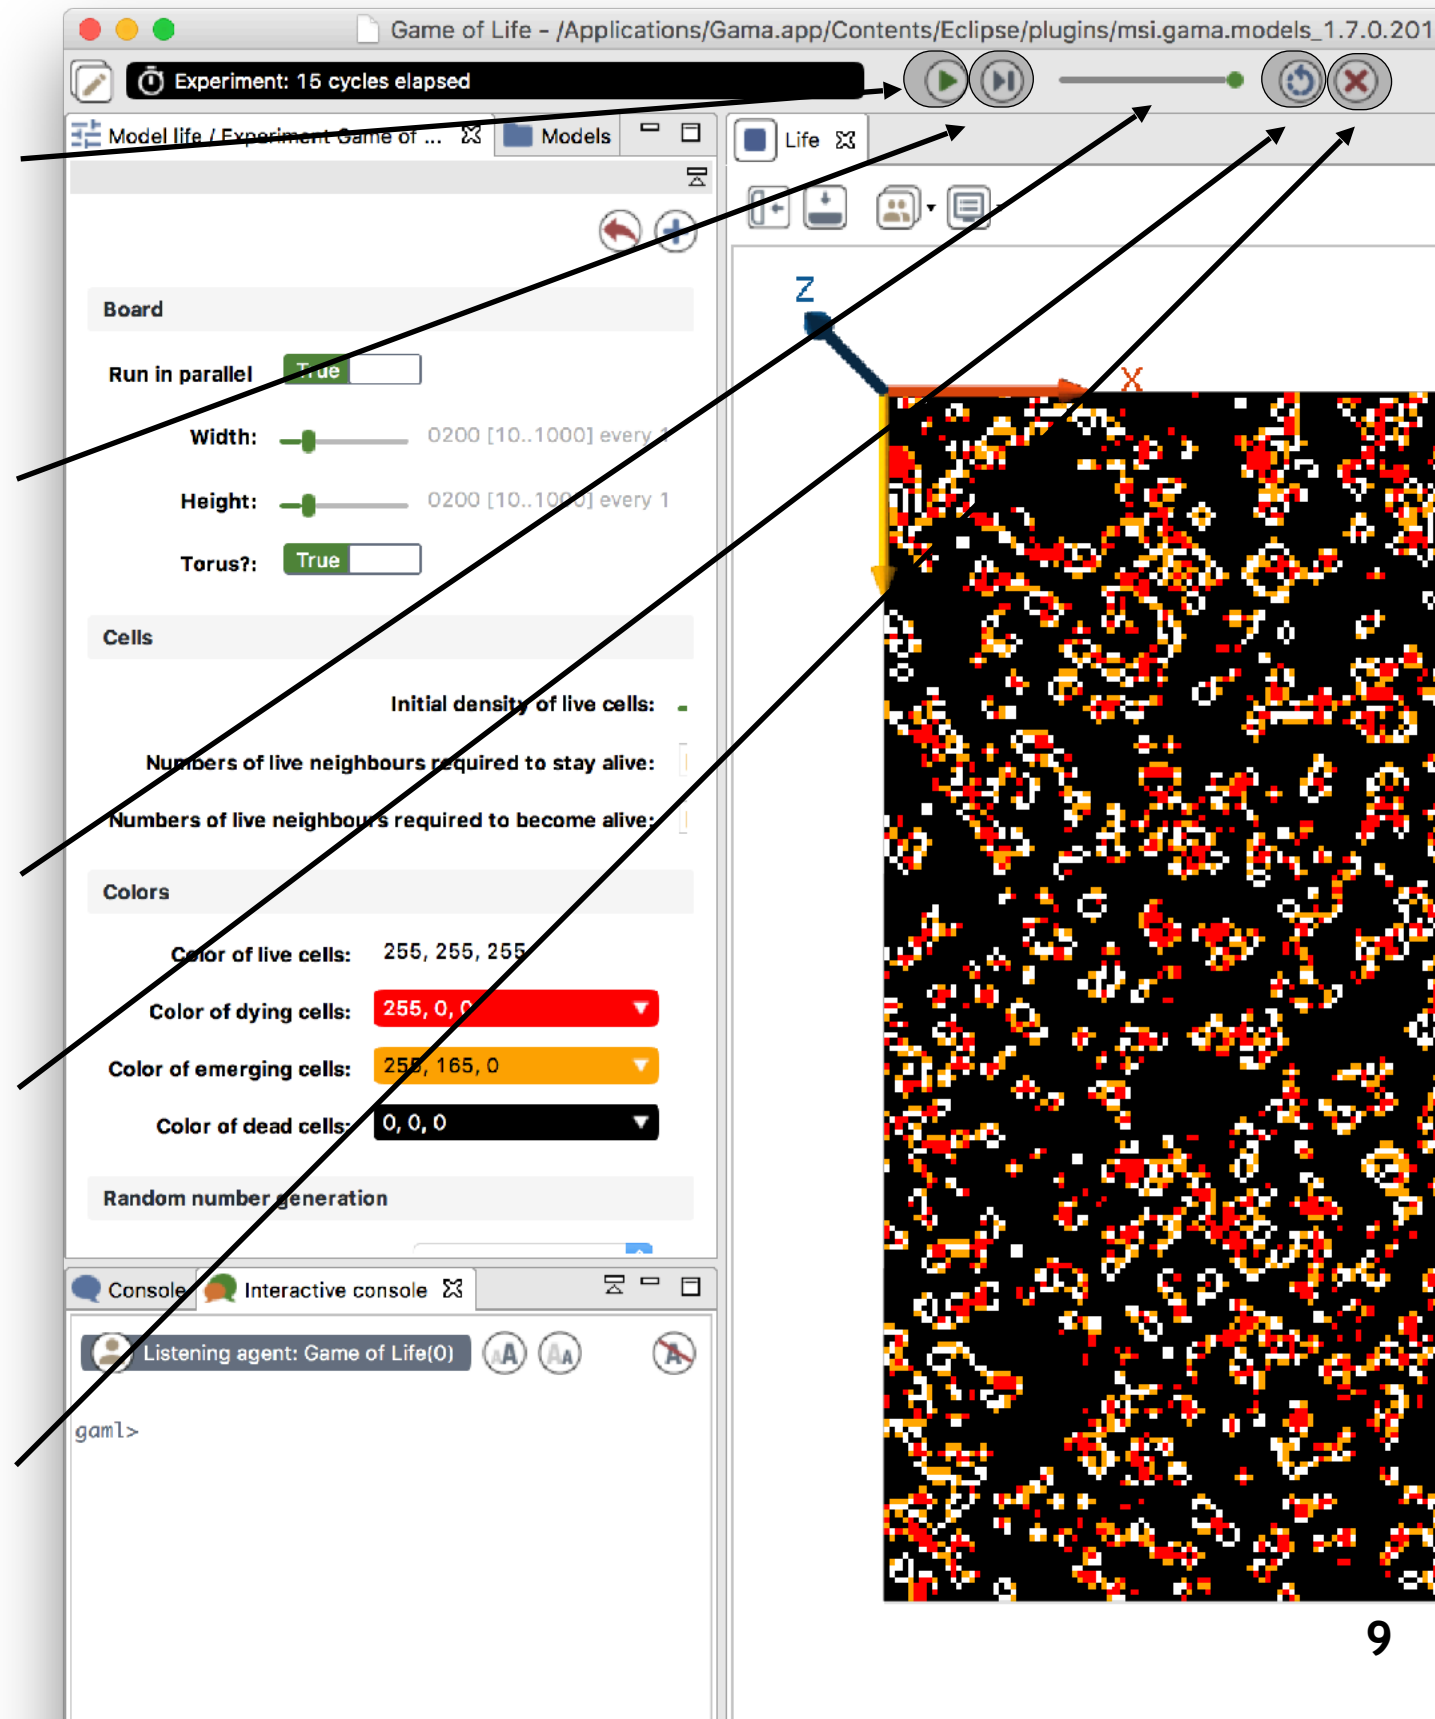 Game of Life - /Applications/Gama.app/Contents/Eclipse/plugins/msi.gama.models_1.7.0.201
Experiment: 15 cycles elapsed
Model life / Experiment Game of ...
Models
Life
Board
Run in parallel True
Width: 0200 [10..1000] every 1
Height: 0200 [10..1000] every 1
Torus?: True
Cells
Initial density of live cells:
Numbers of live neighbours required to stay alive:
Numbers of live neighbours required to become alive:
Colors
Color of live cells: 255, 255, 255
Color of dying cells: 255, 0, 0
Color of emerging cells: 255, 165, 0
Color of dead cells: 0, 0, 0
Random number generation
Console
Interactive console
Listening agent: Game of Life(0)
AA
AA
A
gaml>
Z
X
9